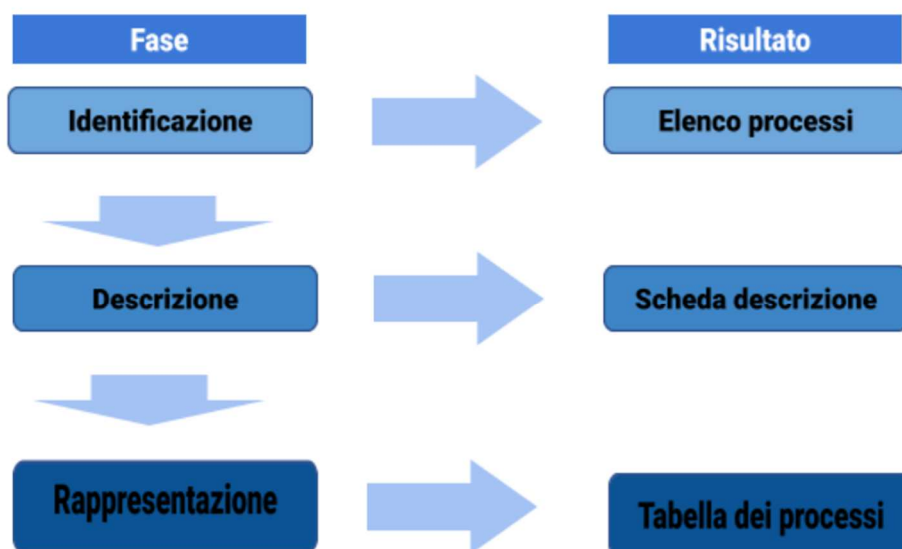 Fase
Risultato
Identificazione
Elenco processi
Descrizione
Scheda descrizione
Rappresentazione
Tabella dei processi